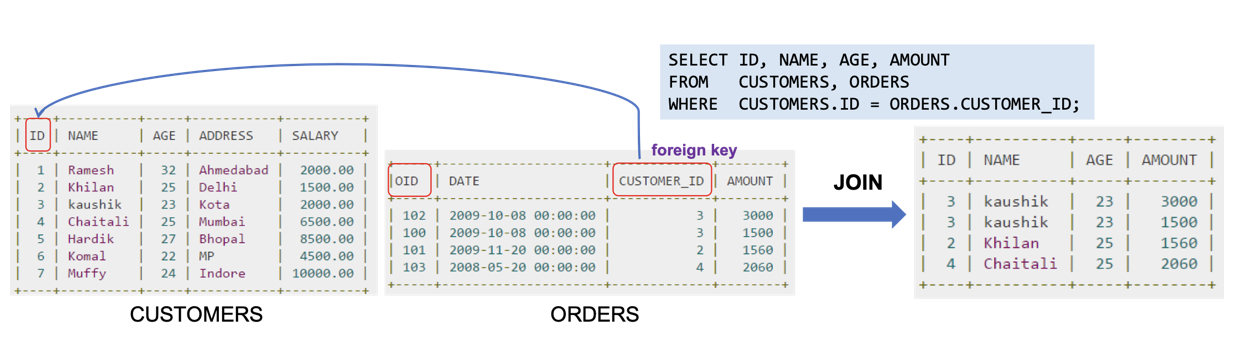 SELECT ID, NAME, AGE, AMOUNT
FROM   CUSTOMERS, ORDERS
WHERE  CUSTOMERS.ID = ORDERS.CUSTOMER_ID;
| ID | NAME | AGE | ADDRESS | SALARY |
| 1 | Ramesh | 32 | Ahmedabad | 2000.00 |
| 2 | Khilan | 25 | Delhi | 1500.00 |
| 3 | kaushik | 23 | Kota | 2000.00 |
| 4 | Chaitali | 25 | Mumbai | 6500.00 |
| 5 | Hardik | 27 | Bhopal | 8500.00 |
| 6 | Komal | 22 | MP | 4500.00 |
| 7 | Muffy | 24 | Indore | 10000.00 |
CUSTOMERS
foreign key
|OID | DATE | CUSTOMER_ID | AMOUNT |
| 102 | 2009-10-08 00:00:00 | 3 | 3000 |
| 100 | 2009-10-08 00:00:00 | 3 | 1500 |
| 101 | 2009-11-20 00:00:00 | 2 | 1560 |
| 103 | 2008-05-20 00:00:00 | 4 | 2060 |
ORDERS
JOIN
| ID | NAME | AGE | AMOUNT |
| 3 | kaushik | 23 | 3000 |
| 3 | kaushik | 23 | 1500 |
| 2 | Khilan | 25 | 1560 |
| 4 | Chaitali | 25 | 2060 |